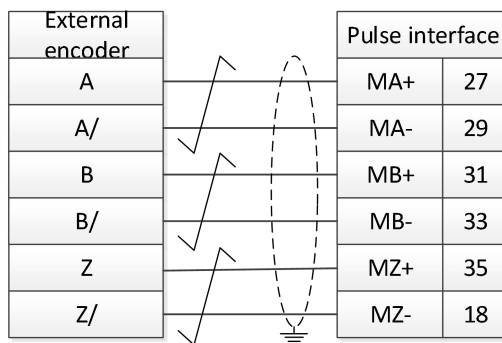 External
encoder
Pulse interface
A MA+ 27
A/ MA- 29
B MB+ 31
B/ MB- 33
Z MZ+ 35
Z/ MZ- 18